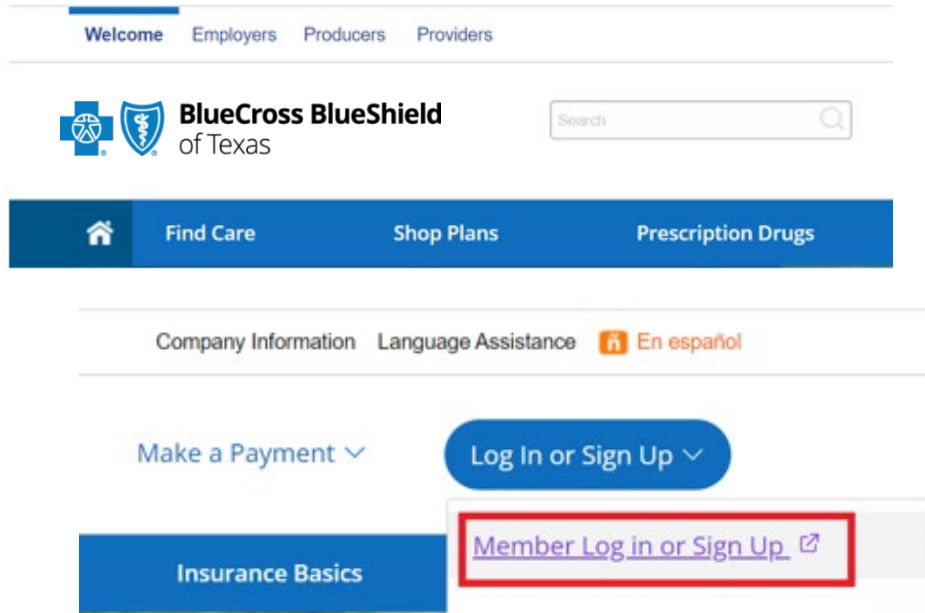 Welcome Employers Producers Providers
BlueCross BlueShield
of Texas
Search
Find Care Shop Plans Prescription Drugs
Company Information Language Assistance ñ En español
Make a Payment Log In or Sign Up
Member Log in or Sign Up
Insurance Basics